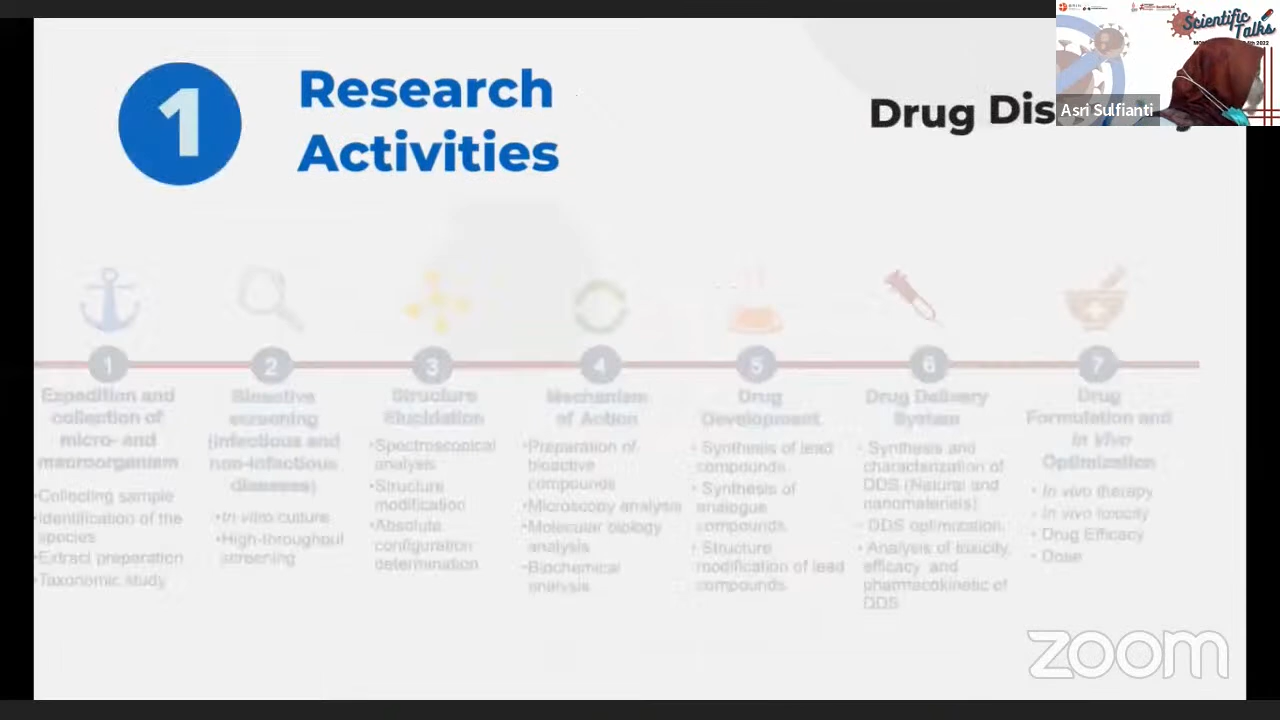 1
Research
Activities
Drug
Scientific
Talks
Asri Sulfianti
1
Expedition and
collection of
micro- and
macroorganism
•Collecting sample
•Identification of the
species
•Extract preparation
•Taxonomic study
2
Bioactive
screening
(infectious and
non-infectious
diseases)
•In vitro culture
•High-throughput
screening
3
Structure
Elucidation
•Spectroscopical
analysis
•Structure
modification
•Absolute
configuration
determination
4
Mechanism
of Action
•Preparation of
bioactive
compounds
•Microscopy analysis
•Molecular biology
analysis
•Biochemical
analysis
5
Drug
Development
• Synthesis of lead
compounds
• Synthesis of
analogue
compounds
• Structure
modification of lead
compounds
6
Drug Delivery
System
• Synthesis and
characterization of
DDS (Natural and
nanomaterials)
• DDS optimization
• Analysis of toxicity,
efficacy and
pharmacokinetic of
DDS
7
Drug
Formulation and
In Vivo
Optimization
• In vivo therapy
• In vivo toxicity
• Drug Efficacy
• Dose
zoom